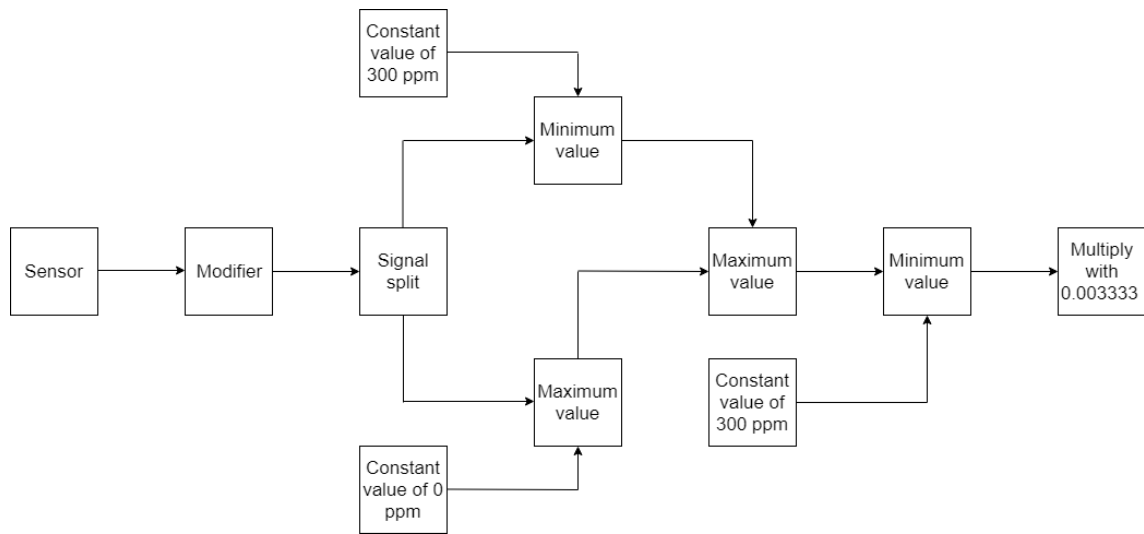 Constant
value of
300 ppm
Minimum
value
Sensor
Modifier
Signal
split
Maximum
value
Minimum
value
Multiply
with
0.003333
Maximum
value
Constant
value of
300 ppm
Constant
value of 0
ppm